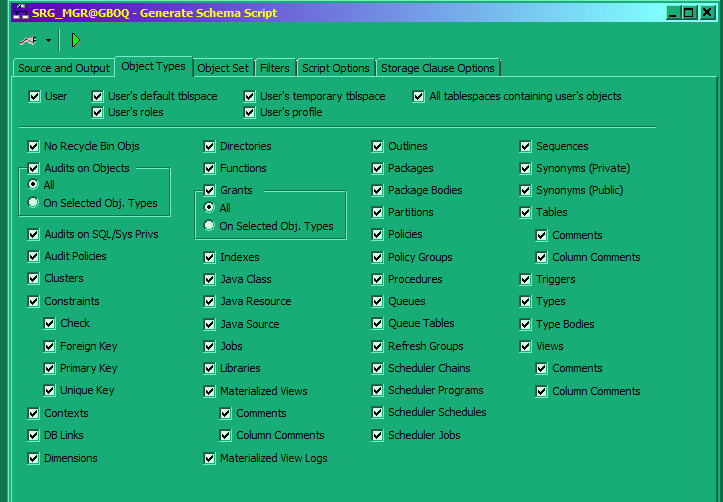 SRG_MGR@GBOQ - Generate Schema Script
Source and Output
Object Types
Object Set
Filters
Script Options
Storage Clause Options
User
User's default tblspace
User's temporary tblspace
All tablespaces containing user's objects
User's roles
User's profile
No Recycle Bin Objs
Audits on Objects
All
On Selected Obj. Types
Audits on SQL/Sys Privs
Audit Policies
Clusters
Constraints
Check
Foreign Key
Primary Key
Unique Key
Contexts
DB Links
Dimensions
Directories
Functions
Grants
All
On Selected Obj. Types
Indexes
Java Class
Java Resource
Java Source
Jobs
Libraries
Materialized Views
Comments
Column Comments
Materialized View Logs
Outlines
Packages
Package Bodies
Partitions
Policies
Policy Groups
Procedures
Queues
Queue Tables
Refresh Groups
Scheduler Chains
Scheduler Programs
Scheduler Schedules
Scheduler Jobs
Sequences
Synonyms (Private)
Synonyms (Public)
Tables
Comments
Column Comments
Triggers
Types
Type Bodies
Views
Comments
Column Comments